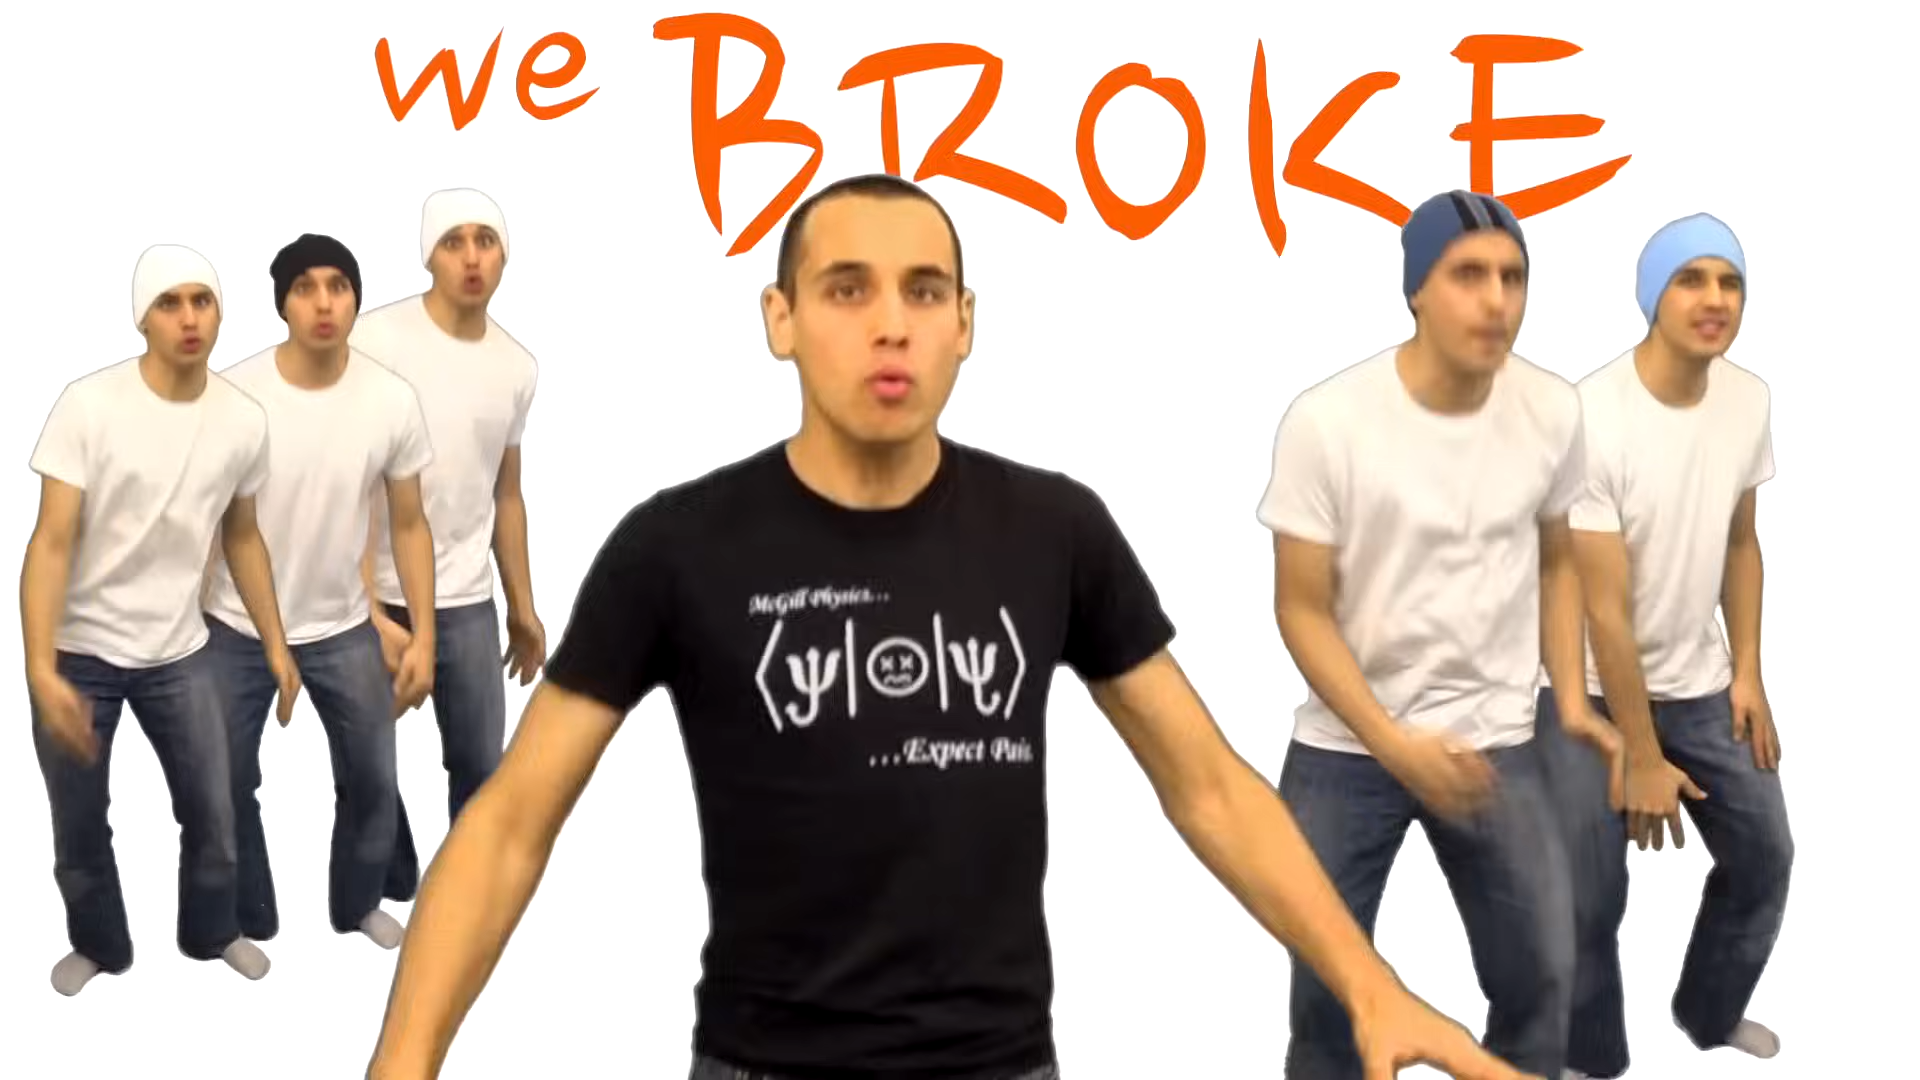 we BROKE
McGill Physics...
⟨ψ|☹|ψ⟩
...Expect Pain.